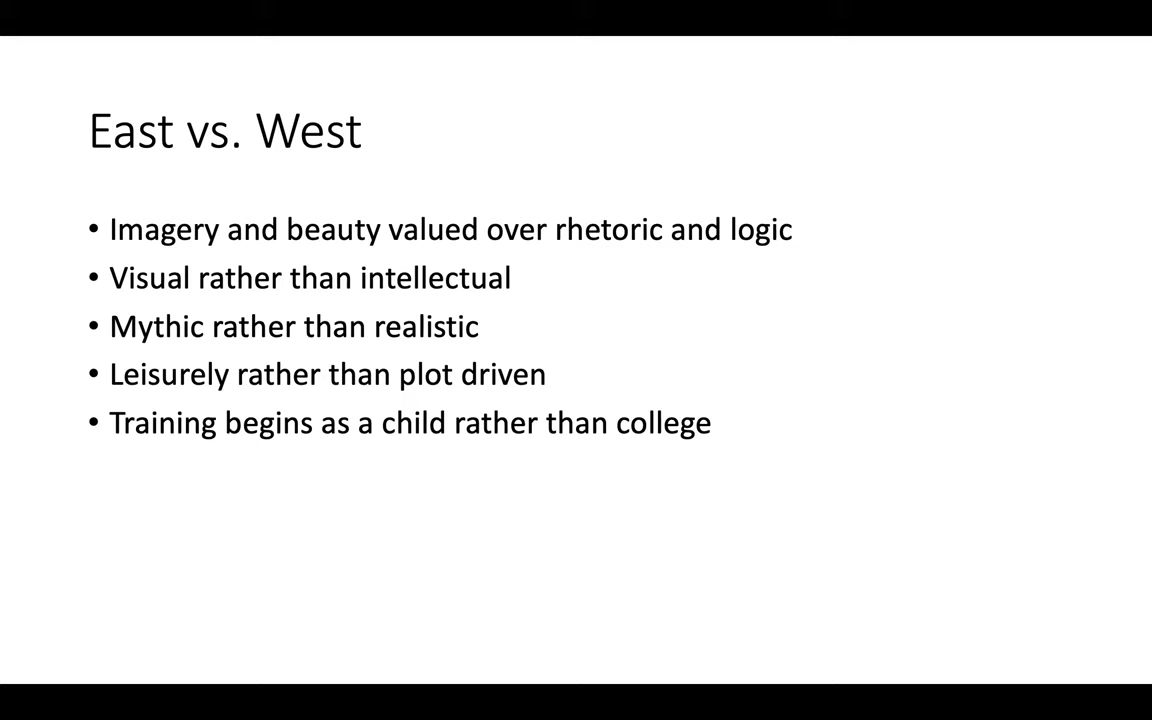 East vs. West
• Imagery and beauty valued over rhetoric and logic
• Visual rather than intellectual
• Mythic rather than realistic
• Leisurely rather than plot driven
• Training begins as a child rather than college